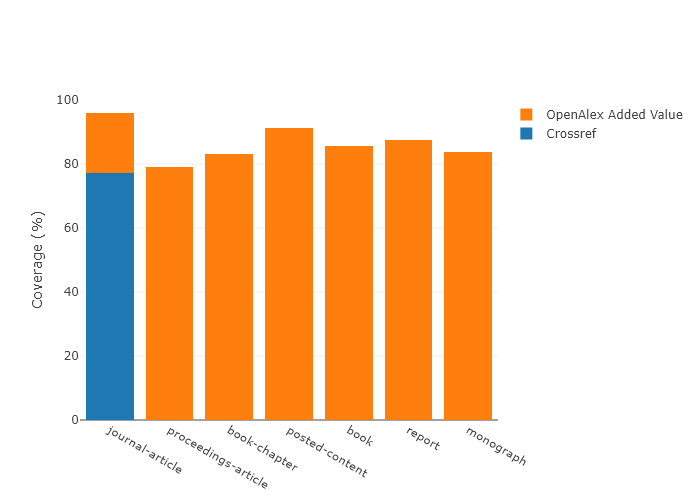 100
80
60
40
20
0
Coverage (%)
journal-article
proceedings-article
book-chapter
posted-content
book
report
monograph
OpenAlex Added Value
Crossref